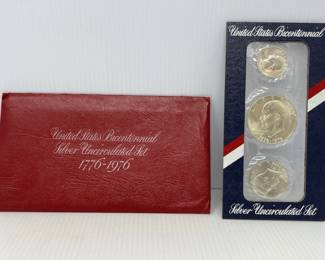 United States Bicentennial
Silver Uncirculated Set
1776-1976
United States Bicentennial
Silver Uncirculated Set